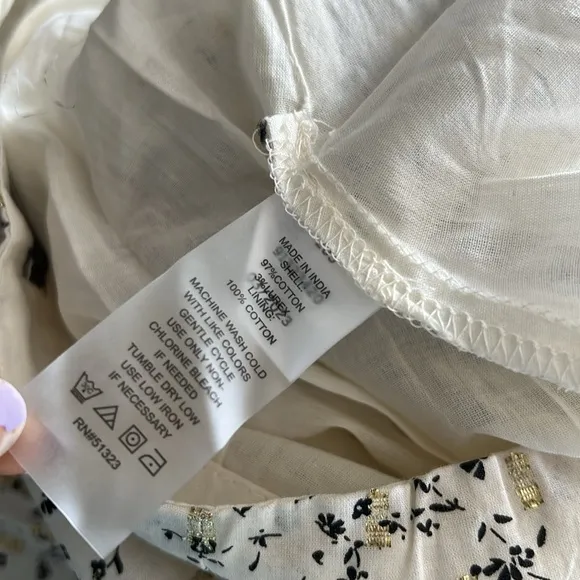 MADE IN INDIA
SHELL:
97%COTTON
3%LUREX
LINING:
100% COTTON
MACHINE WASH COLD
WITH LIKE COLORS
GENTLE CYCLE
USE ONLY NON-
CHLORINE BLEACH
IF NEEDED
TUMBLE DRY LOW
USE LOW IRON
IF NECESSARY
RN#51323